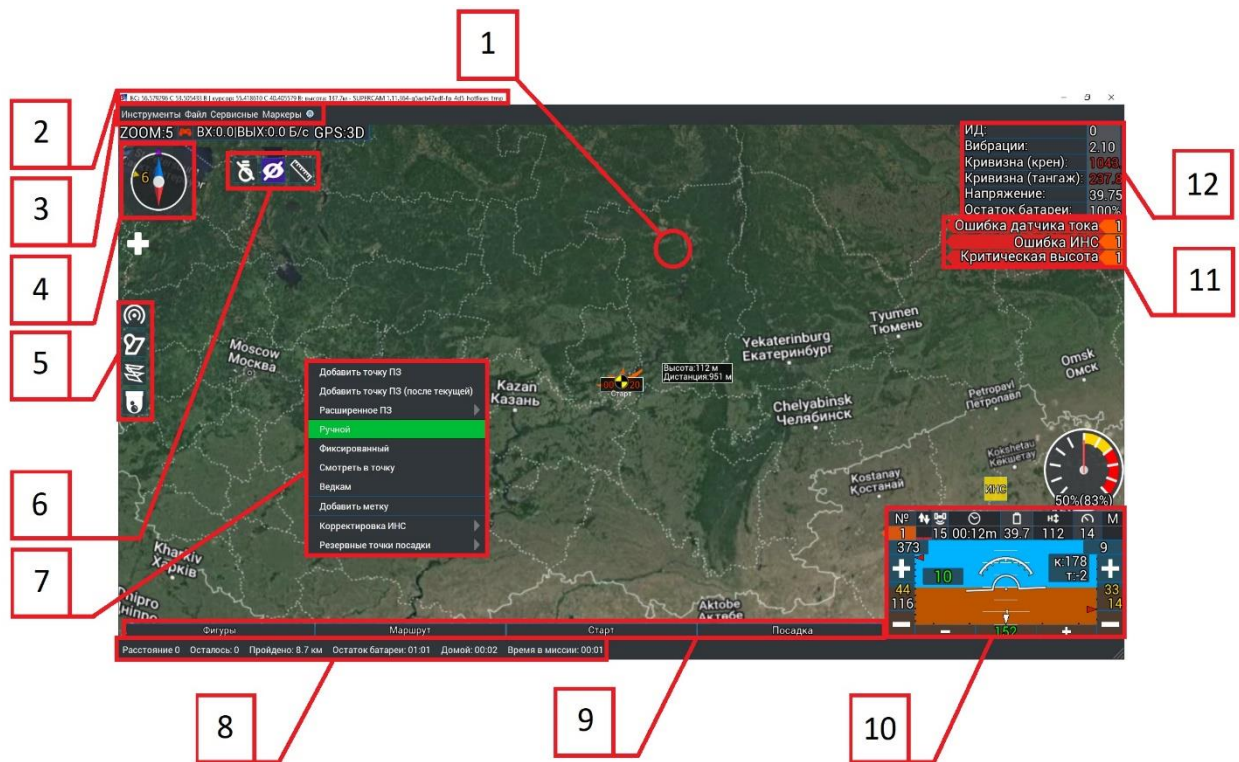 1
2
3
4
5
6
7
8
9
10
11
12
Инструменты Файл Сервисные Маркеры
ZOOM:5 ВХ:0.0|ВЫХ:0.0 Б/с GPS:3D
6
ИД: 0
Вибрации: 2.10
Кривизна (крен): 1043.
Кривизна (тангаж): 237.8
Напряжение: 39.75
Остаток батареи: 100%
Ошибка датчика тока 1
Ошибка ИНС 1
Критическая высота 1
Moscow
Москва
Kazan
Казань
Yekaterinburg
Екатеринбург
Tyumen
Тюмень
Omsk
Омск
Chelyabinsk
Челябинск
Petropavl
Петропавл
Kokshetau
Көкшетау
Kostanay
Қостанай
Kharkiv
Харків
Dnipro
Aktobe
Ақтөбе
Старт
Высота:112 м
Дистанция:951 м
Добавить точку ПЗ
Добавить точку ПЗ (после текущей)
Расширенное ПЗ
Ручной
Фиксированный
Смотреть в точку
Ведкам
Добавить метку
Корректировка ИНС
Резервные точки посадки
ИНС
50%(83%)
№ М
1 15 00:12m 39.7 112 14
373 9
10 к:178
т:-2
44 33
116 14
152
Фигуры Маршрут Старт Посадка
Расстояние 0 Осталось: 0 Пройдено: 8.7 км Остаток батареи: 01:01 Домой: 00:02 Время в миссии: 00:01